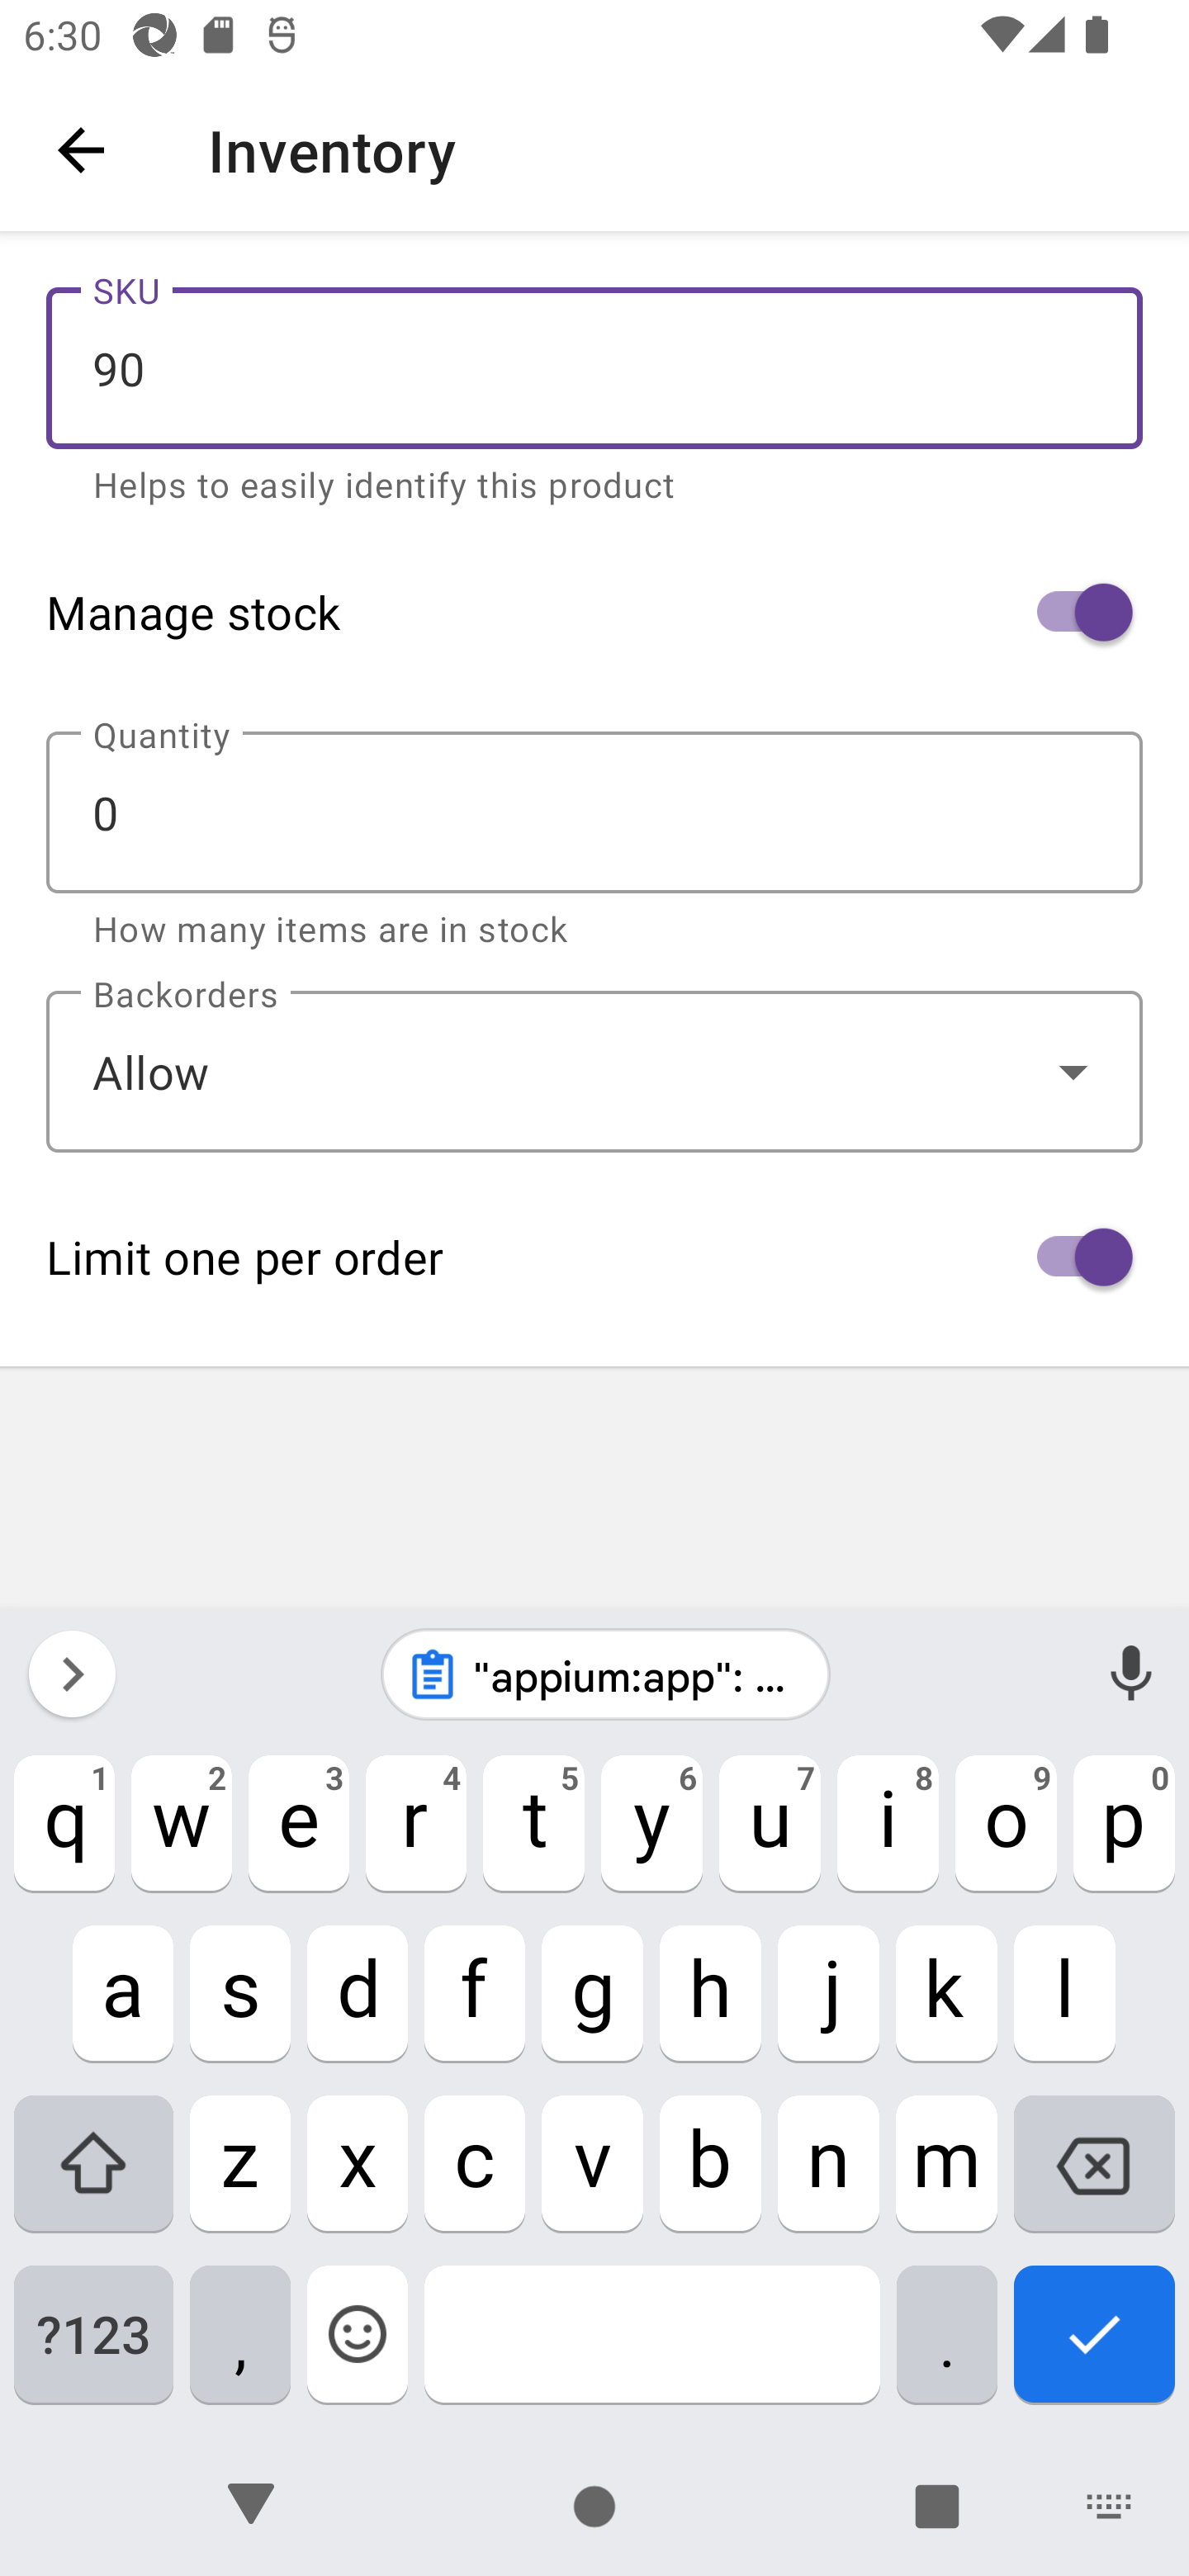 6:30
Inventory
SKU
90
Helps to easily identify this product
Manage stock
Quantity
0
How many items are in stock
Backorders
Allow
Limit one per order
"appium:app": ...
q1 w2 e3 r4 t5 y6 u7 i8 o9 p0
a s d f g h j k l
z x c v b n m
?123 , .